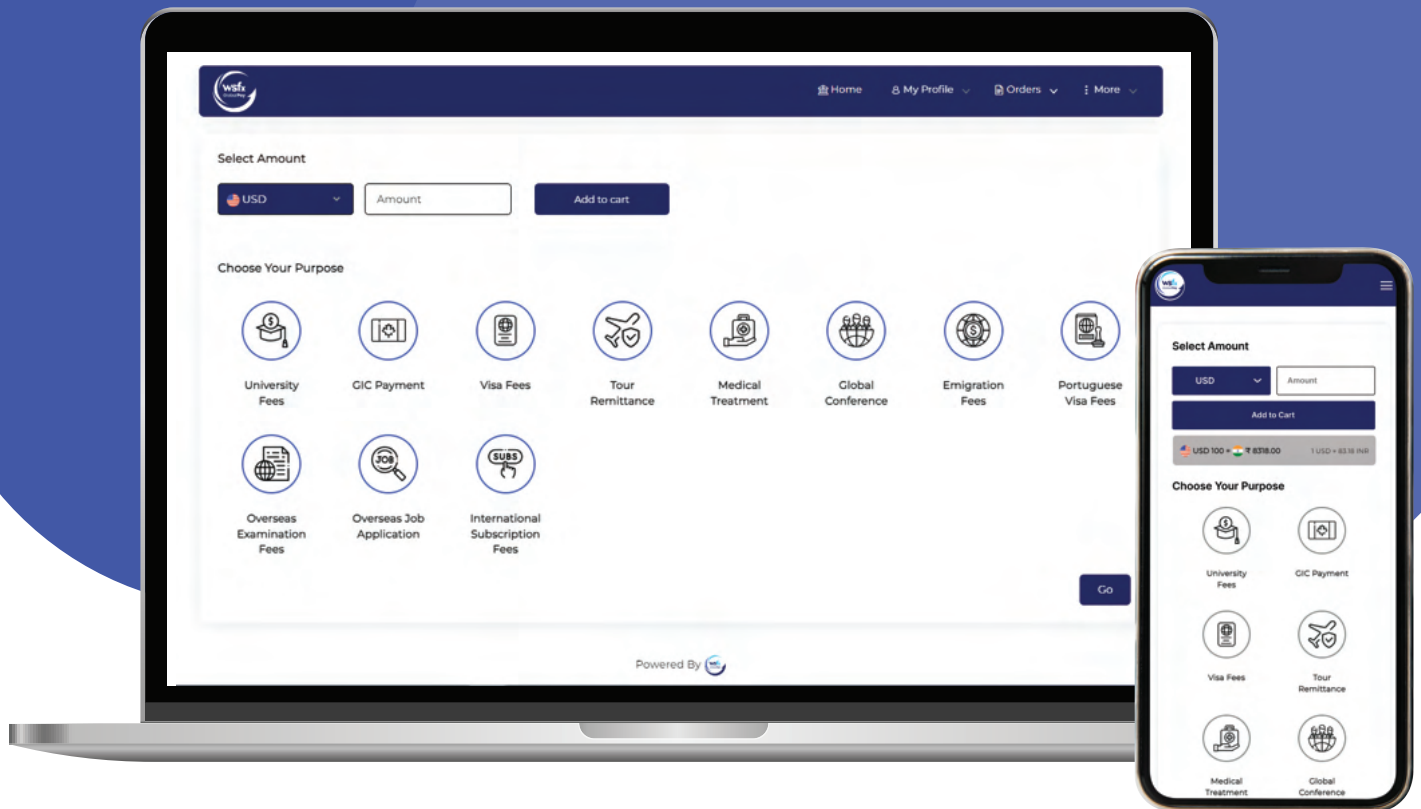 wsfx
Home
My Profile
Orders
More
Select Amount
USD
Amount
Add to cart
Choose Your Purpose
University
Fees
GIC Payment
Visa Fees
Tour
Remittance
Medical
Treatment
Global
Conference
Emigration
Fees
Portuguese
Visa Fees
JOB
SUBS
Overseas
Examination
Fees
Overseas Job
Application
International
Subscription
Fees
Go
Powered By
wsfx
Select Amount
USD
Amount
Add to Cart
USD 100 = ₹ 8318.00
1 USD = 83.18 INR
Choose Your Purpose
University
Fees
GIC Payment
Visa Fees
Tour
Remittance
Medical
Treatment
Global
Conference